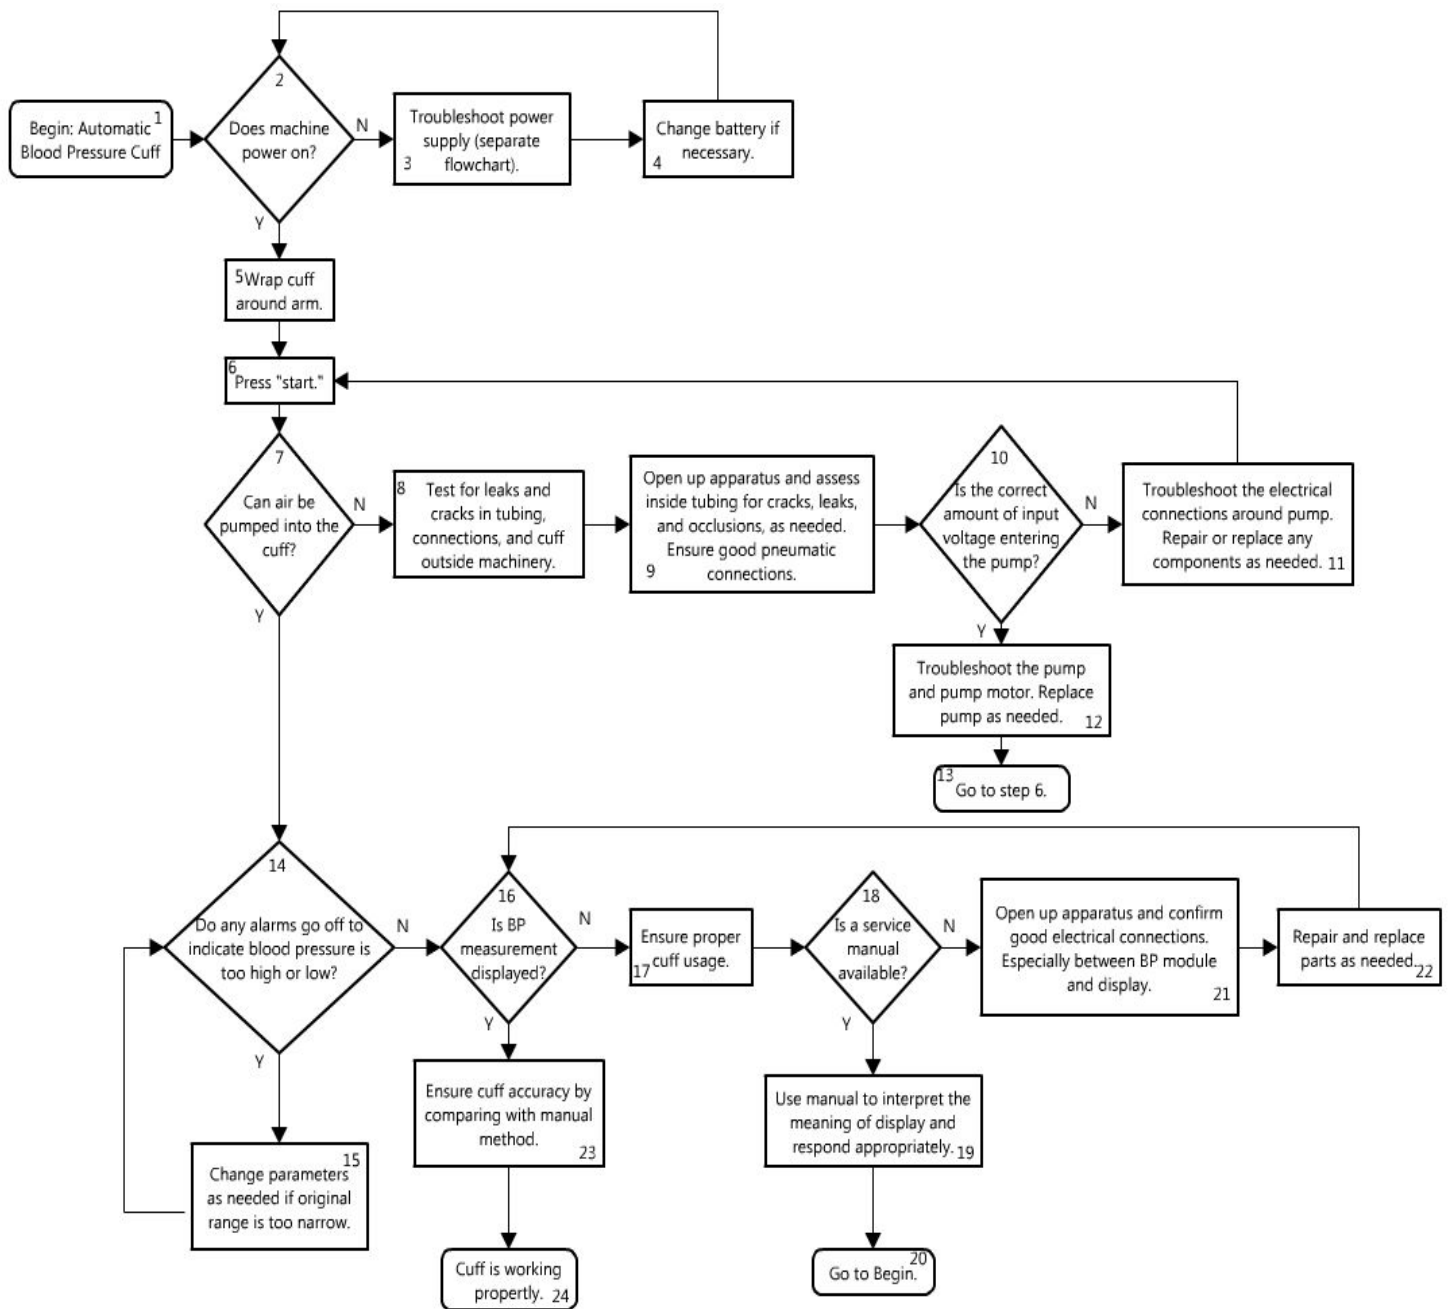 1
Begin: Automatic
Blood Pressure Cuff
2
Does machine
power on?
N
Y
Troubleshoot power
supply (separate
flowchart).
3
Change battery if
necessary.
4
5
Wrap cuff
around arm.
6
Press "start."
7
Can air be
pumped into the
cuff?
N
Y
8
Test for leaks and
cracks in tubing,
connections, and cuff
outside machinery.
Open up apparatus and assess
inside tubing for cracks, leaks,
and occlusions, as needed.
Ensure good pneumatic
connections.
9
10
Is the correct
amount of input
voltage entering
the pump?
N
Y
Troubleshoot the electrical
connections around pump.
Repair or replace any
components as needed.
11
Troubleshoot the pump
and pump motor. Replace
pump as needed.
12
13
Go to step 6.
14
Do any alarms go off to
indicate blood pressure is
too high or low?
N
Y
15
Change parameters
as needed if original
range is too narrow.
16
Is BP
measurement
displayed?
N
Y
Ensure proper
cuff usage.
17
18
Is a service
manual
available?
N
Y
Use manual to interpret the
meaning of display and
respond appropriately.
19
20
Go to Begin.
Open up apparatus and confirm
good electrical connections.
Especially between BP module
and display.
21
Repair and replace
parts as needed.
22
Ensure cuff accuracy by
comparing with manual
method.
23
Cuff is working
propertly.
24